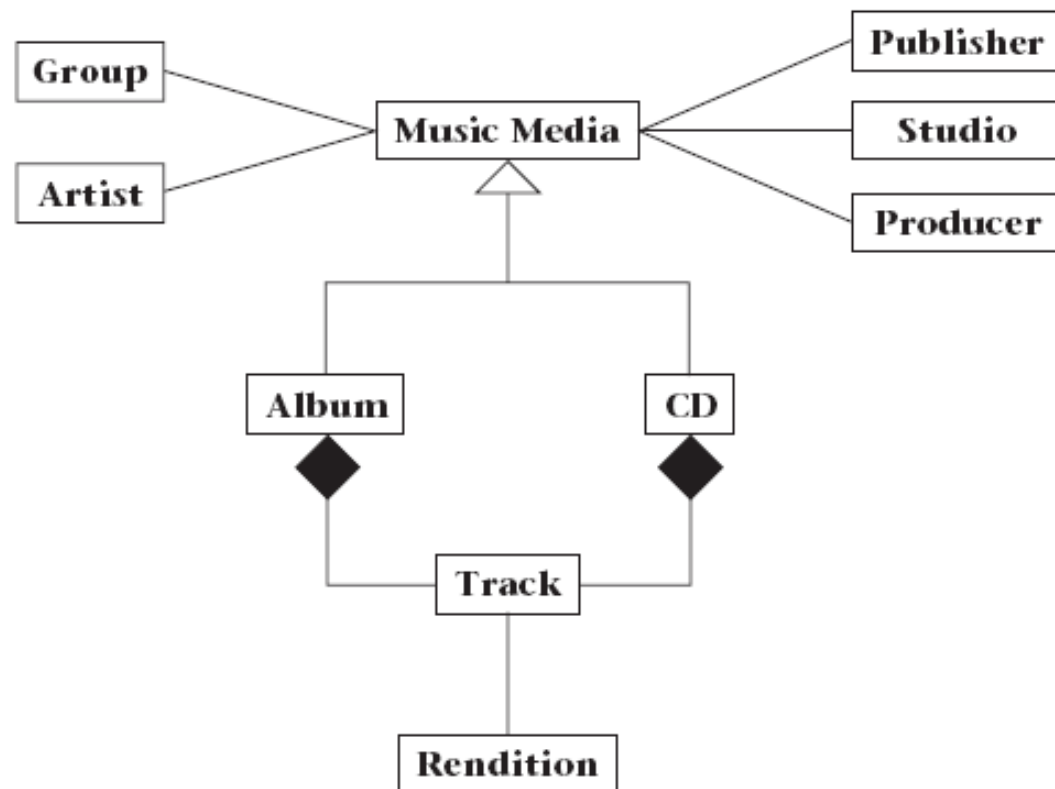 Group
Artist
Music Media
Publisher
Studio
Producer
Album
CD
Track
Rendition